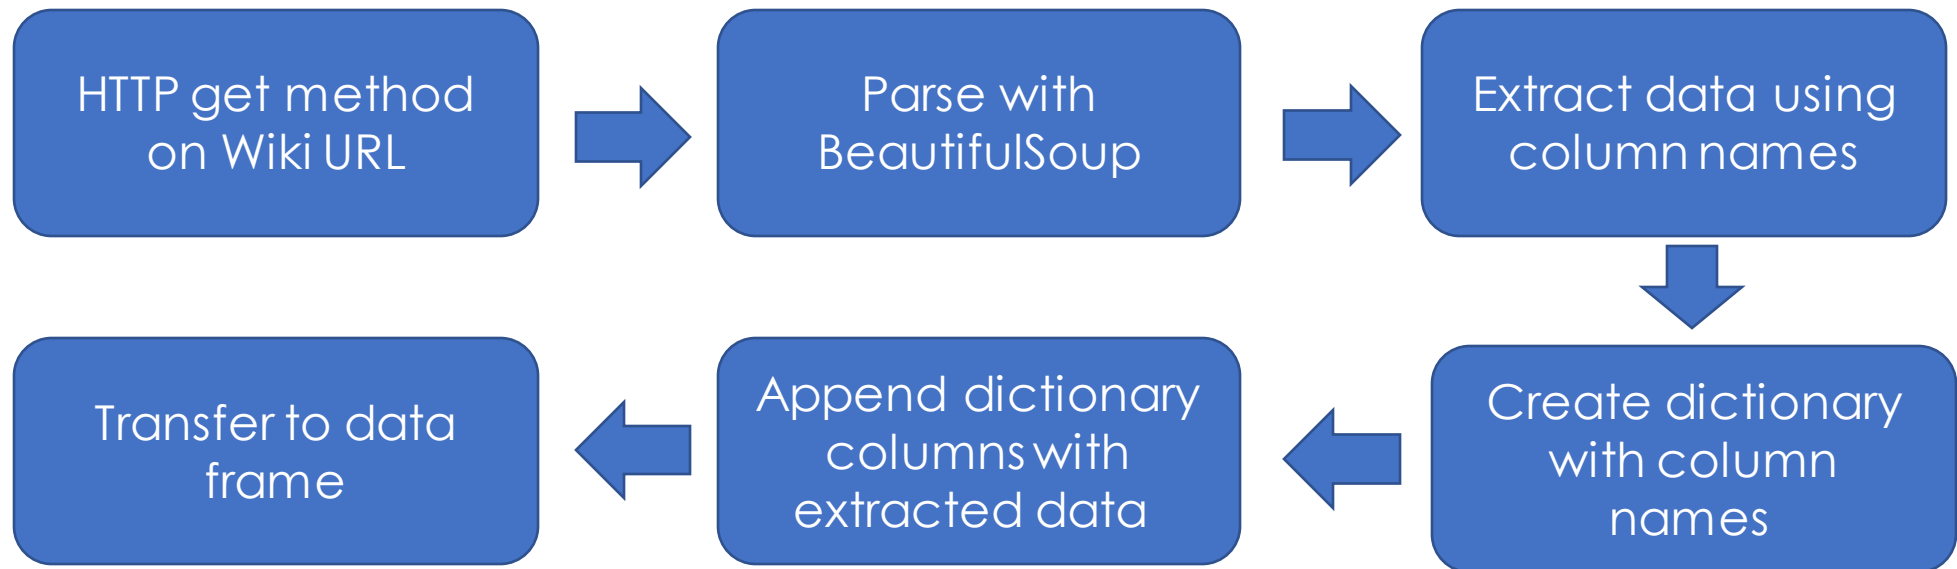 HTTP get method
on Wiki URL
Parse with
BeautifulSoup
Extract data using
column names
Create dictionary
with column
names
Append dictionary
columns with
extracted data
Transfer to data
frame